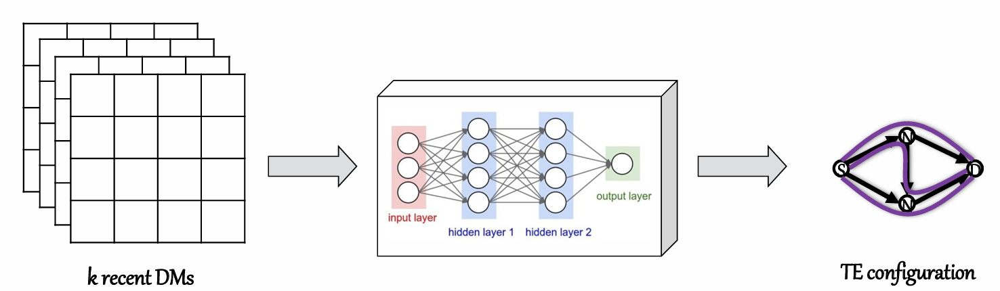 k recent DMs
input layer
hidden layer 1
hidden layer 2
output layer
S
N
N
D
TE configuration